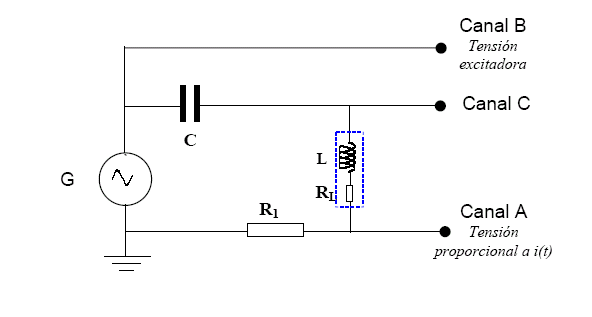 Canal B
Tensión
excitadora
Canal C
C
L
G
R_L
R_1
Canal A
Tensión
proporcional a i(t)